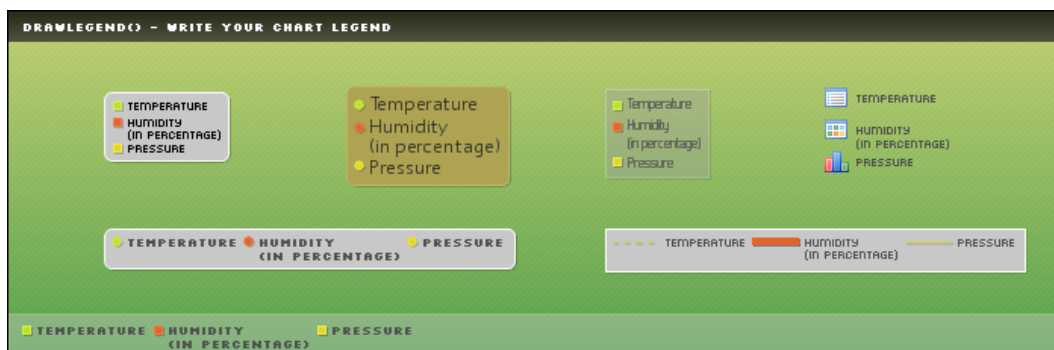 DRAWLEGEND() - WRITE YOUR CHART LEGEND
TEMPERATURE
HUMIDITY
(IN PERCENTAGE)
PRESSURE
Temperature
Humidity
(in percentage)
Pressure
Temperature
Humidity
(in percentage)
Pressure
TEMPERATURE
HUMIDITY
(IN PERCENTAGE)
PRESSURE
TEMPERATURE HUMIDITY PRESSURE
(IN PERCENTAGE)
TEMPERATURE HUMIDITY PRESSURE
(IN PERCENTAGE)
TEMPERATURE HUMIDITY PRESSURE
(IN PERCENTAGE)